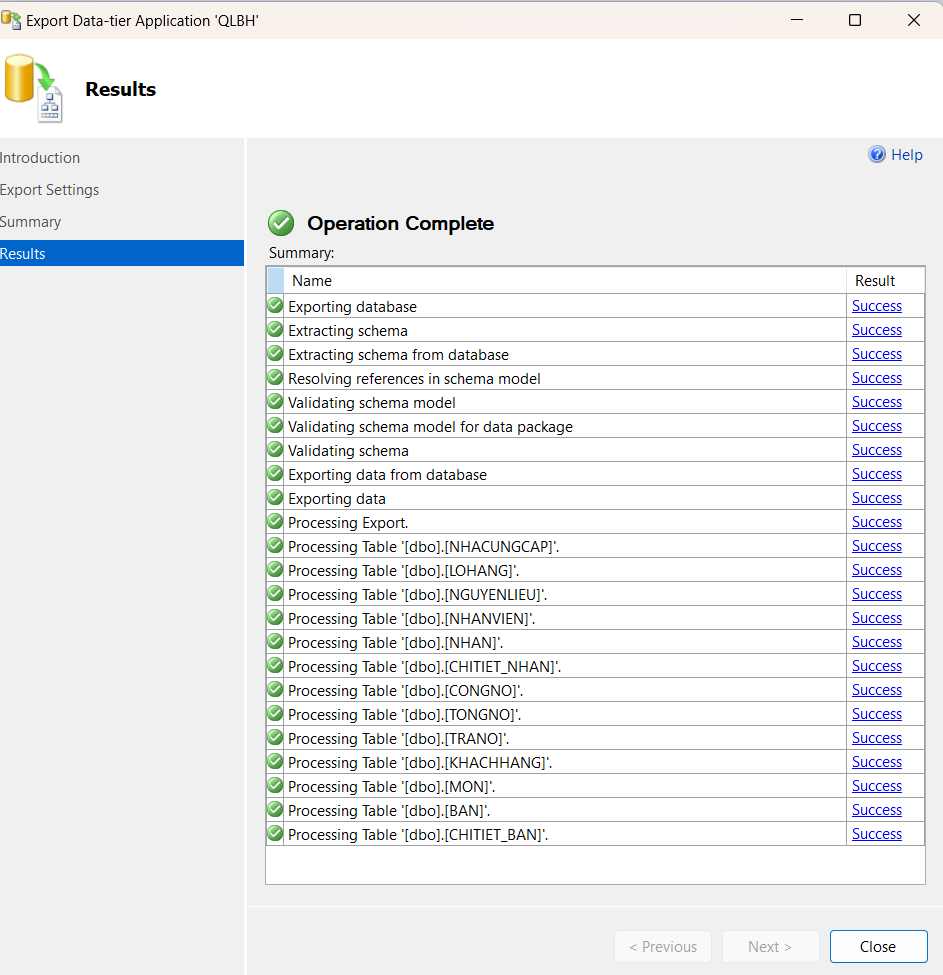 Export Data-tier Application 'QLBH'
Results
Introduction
Export Settings
Summary
Results
Help
Operation Complete
Summary:
Name Result
Exporting database Success
Extracting schema Success
Extracting schema from database Success
Resolving references in schema model Success
Validating schema model Success
Validating schema model for data package Success
Validating schema Success
Exporting data from database Success
Exporting data Success
Processing Export. Success
Processing Table '[dbo].[NHACUNGCAP]'. Success
Processing Table '[dbo].[LOHANG]'. Success
Processing Table '[dbo].[NGUYENLIEU]'. Success
Processing Table '[dbo].[NHANVIEN]'. Success
Processing Table '[dbo].[NHAN]'. Success
Processing Table '[dbo].[CHITIET_NHAN]'. Success
Processing Table '[dbo].[CONGNO]'. Success
Processing Table '[dbo].[TONGNO]'. Success
Processing Table '[dbo].[TRANO]'. Success
Processing Table '[dbo].[KHACHHANG]'. Success
Processing Table '[dbo].[MON]'. Success
Processing Table '[dbo].[BAN]'. Success
Processing Table '[dbo].[CHITIET_BAN]'. Success
< Previous Next > Close